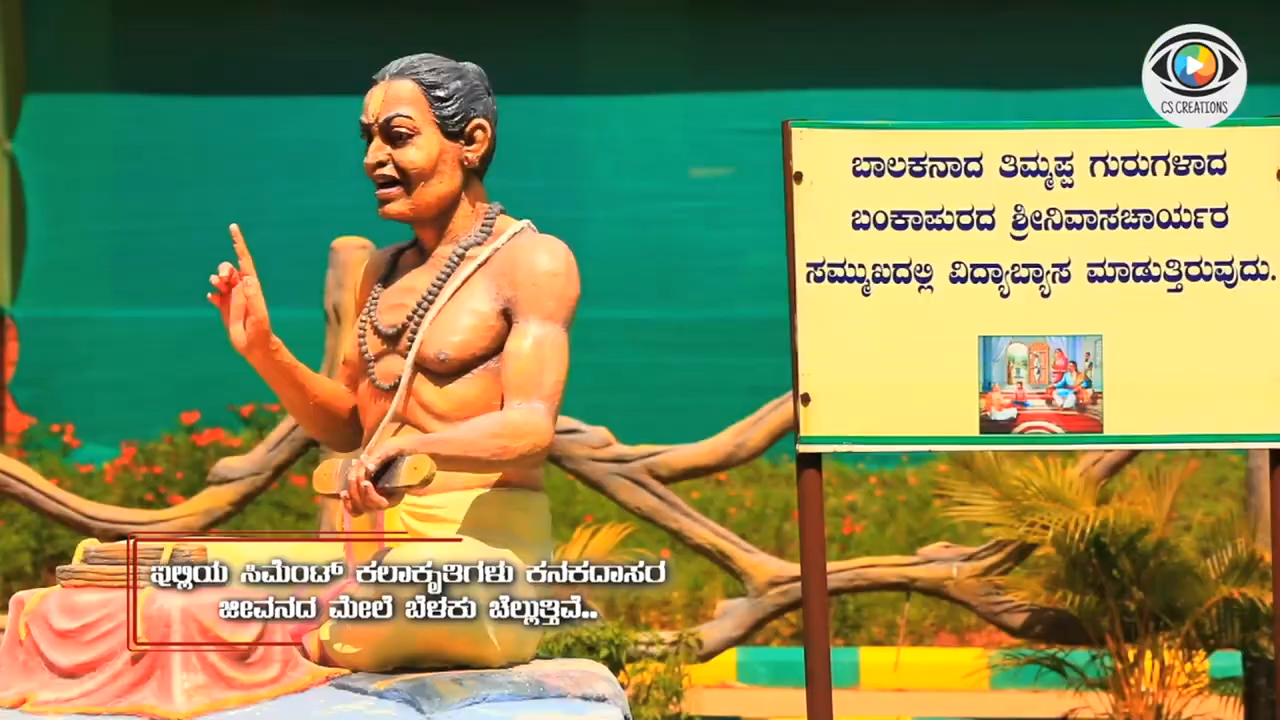 CS CREATIONS
ಬಾಲಕನಾದ ತಿಮ್ಮಪ್ಪ ಗುರುಗಳಾದ
ಬಂಕಾಪುರದ ಶ್ರೀನಿವಾಸಚಾರ್ಯರ
ಸಮ್ಮುಖದಲ್ಲಿ ವಿದ್ಯಾಬ್ಯಾಸ ಮಾಡುತ್ತಿರುವುದು.
ಇಲ್ಲಿಯ ಸಿಮೆಂಟ್ ಕಲಾಕೃತಿಗಳು ಕನಕದಾಸರ
ಜೀವನದ ಮೇಲೆ ಬೆಳಕು ಚೆಲ್ಲುತ್ತಿವೆ..